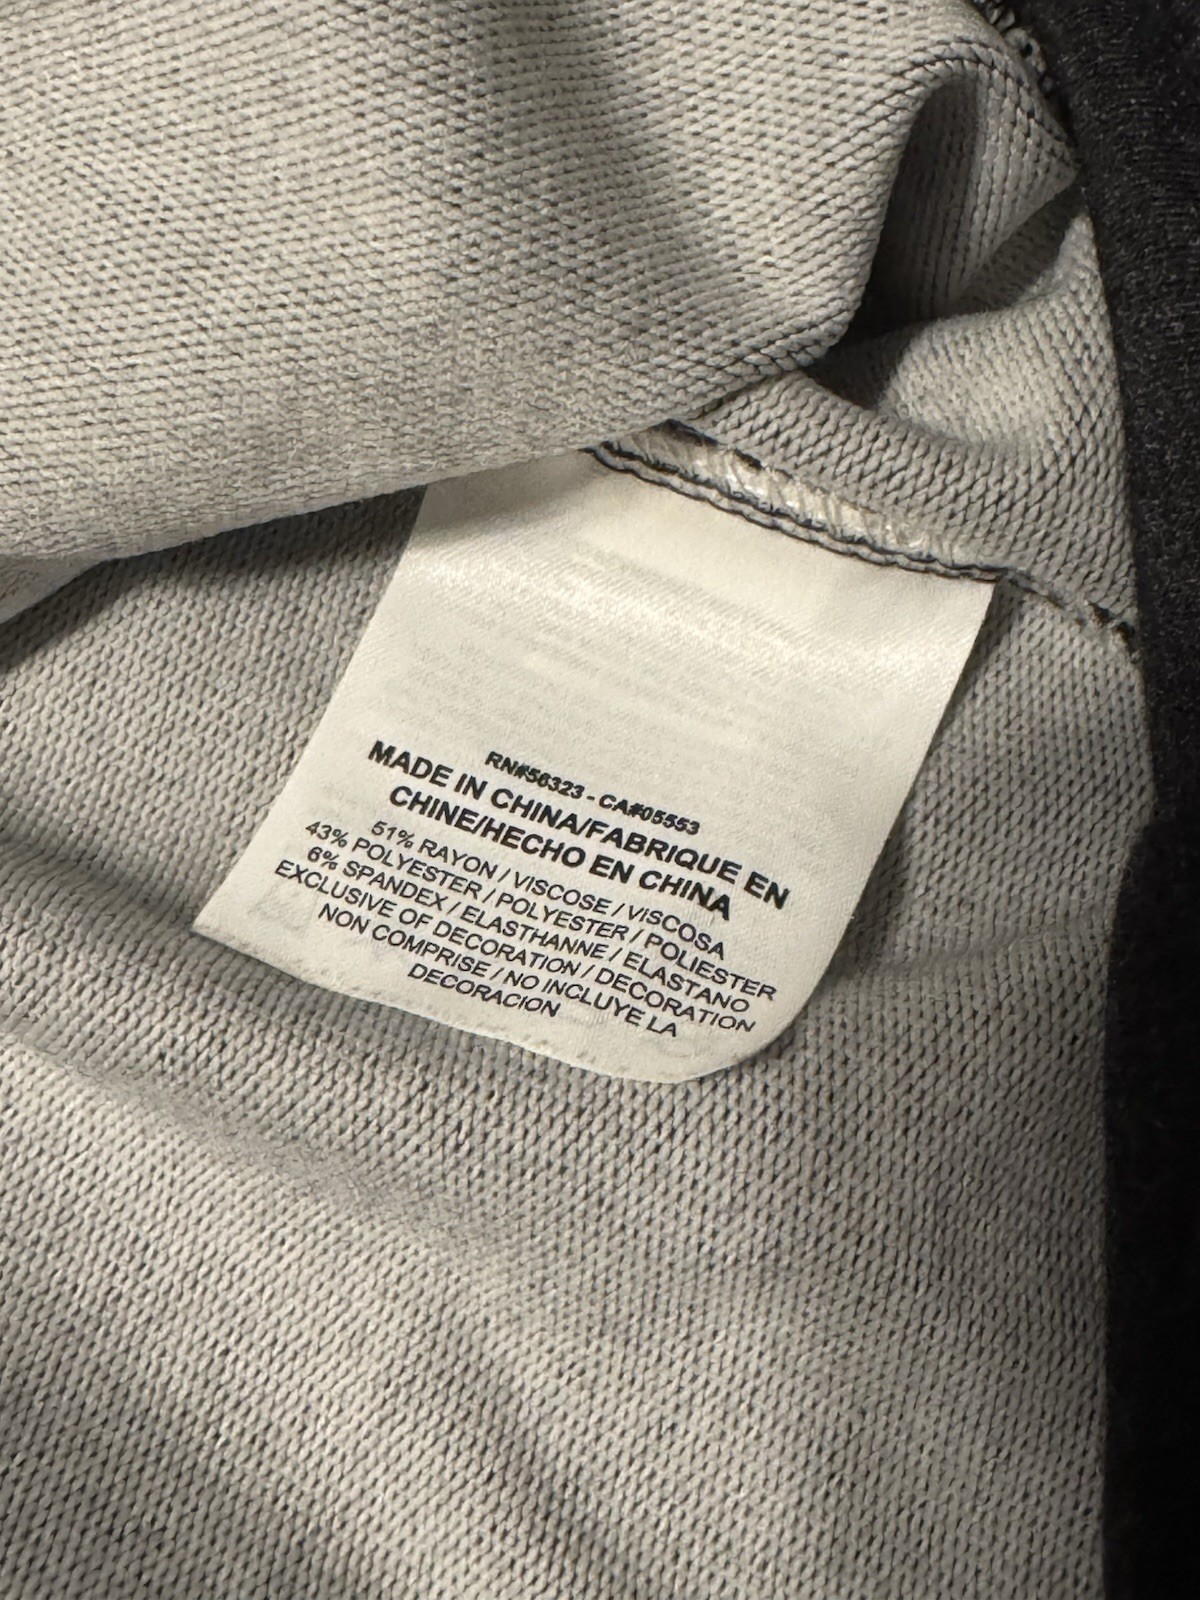 RN#56323 - CA#05553
MADE IN CHINA/FABRIQUE EN
CHINE/HECHO EN CHINA
51% RAYON / VISCOSE / VISCOSA
43% POLYESTER / POLYESTER / POLIESTER
6% SPANDEX / ELASTHANNE / ELASTANO
EXCLUSIVE OF DECORATION / DECORATION
NON COMPRISE / NO INCLUYE LA
DECORACION